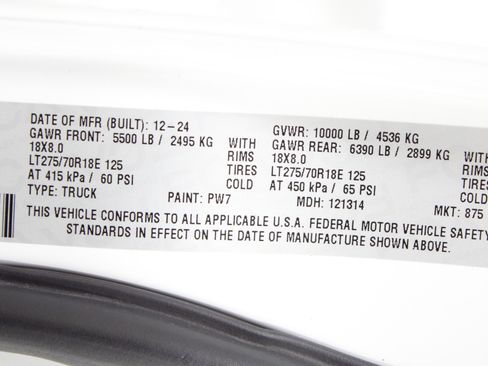 DATE OF MFR (BUILT): 12-24 GVWR: 10000 LB / 4536 KG
GAWR FRONT: 5500 LB / 2495 KG WITH GAWR REAR: 6390 LB / 2899 KG WITH
18X8.0 RIMS 18X8.0 RIMS
LT275/70R18E 125 TIRES LT275/70R18E 125 TIRES
AT 415 kPa / 60 PSI COLD AT 450 kPa / 65 PSI COLD
TYPE: TRUCK PAINT: PW7 MDH: 121314 MKT: 875
THIS VEHICLE CONFORMS TO ALL APPLICABLE U.S.A. FEDERAL MOTOR VEHICLE SAFETY
STANDARDS IN EFFECT ON THE DATE OF MANUFACTURE SHOWN ABOVE.